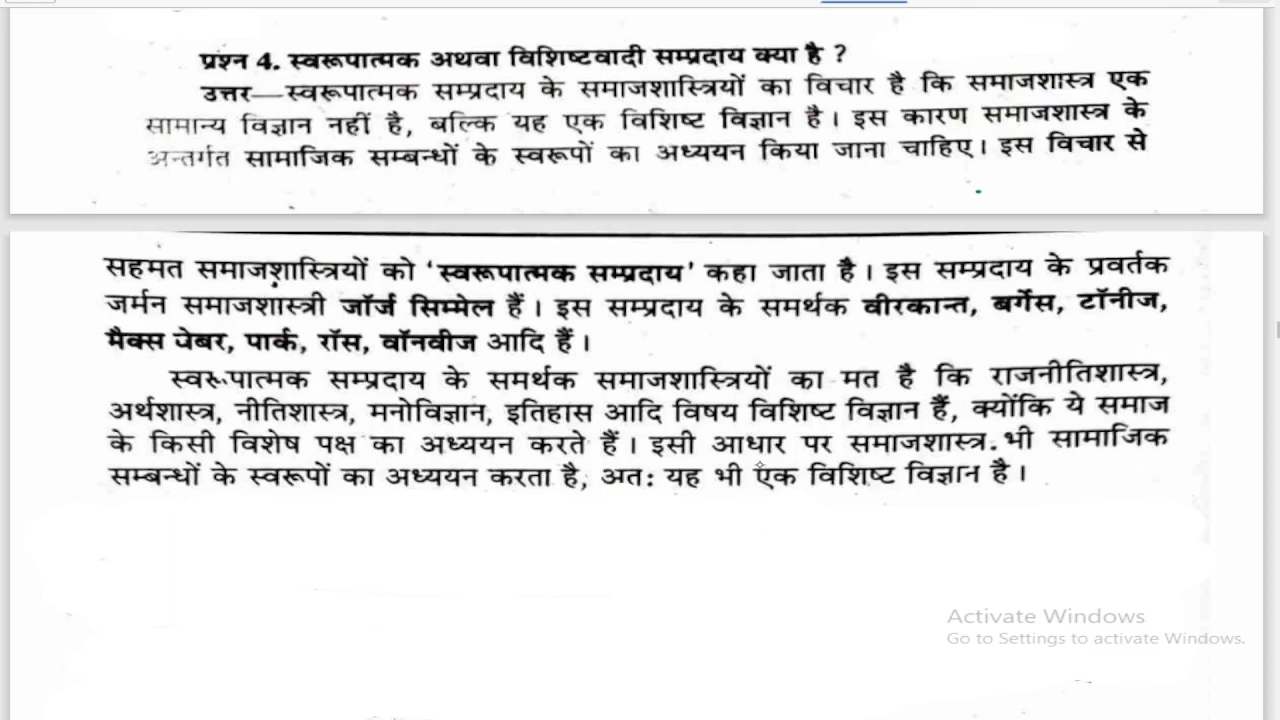 प्रश्न 4. स्वरूपात्मक अथवा विशिष्टवादी सम्प्रदाय क्या है ?
उत्तर—स्वरूपात्मक सम्प्रदाय के समाजशास्त्रियों का विचार है कि समाजशास्त्र एक
सामान्य विज्ञान नहीं है, बल्कि यह एक विशिष्ट विज्ञान है। इस कारण समाजशास्त्र के
अन्तर्गत सामाजिक सम्बन्धों के स्वरूपों का अध्ययन किया जाना चाहिए। इस विचार से
सहमत समाजशास्त्रियों को ‘स्वरूपात्मक सम्प्रदाय’ कहा जाता है। इस सम्प्रदाय के प्रवर्तक
जर्मन समाजशास्त्री जॉर्ज सिम्मेल हैं। इस सम्प्रदाय के समर्थक वीरकान्त, बर्गेस, टॉनीज,
मैक्स वेबर, पार्क, रॉस, वॉनवीज आदि हैं।
स्वरूपात्मक सम्प्रदाय के समर्थक समाजशास्त्रियों का मत है कि राजनीतिशास्त्र,
अर्थशास्त्र, नीतिशास्त्र, मनोविज्ञान, इतिहास आदि विषय विशिष्ट विज्ञान हैं, क्योंकि ये समाज
के किसी विशेष पक्ष का अध्ययन करते हैं। इसी आधार पर समाजशास्त्र भी सामाजिक
सम्बन्धों के स्वरूपों का अध्ययन करता है, अतः यह भी एक विशिष्ट विज्ञान है।
Activate Windows
Go to Settings to activate Windows.